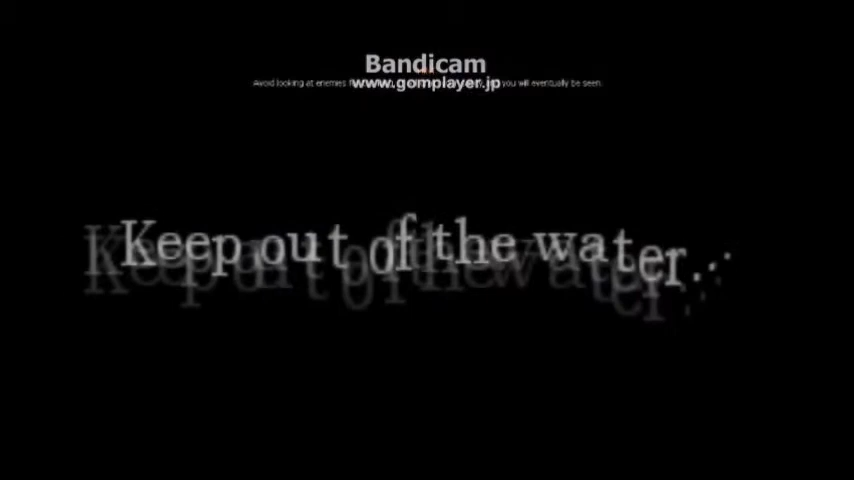 Bandicam
www.gomplayer.jp
Avoid looking at enemies you will eventually be seen.
Keep out of the water...